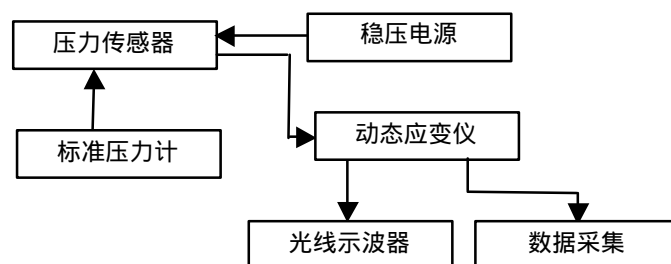 压力传感器
稳压电源
标准压力计
动态应变仪
光线示波器
数据采集